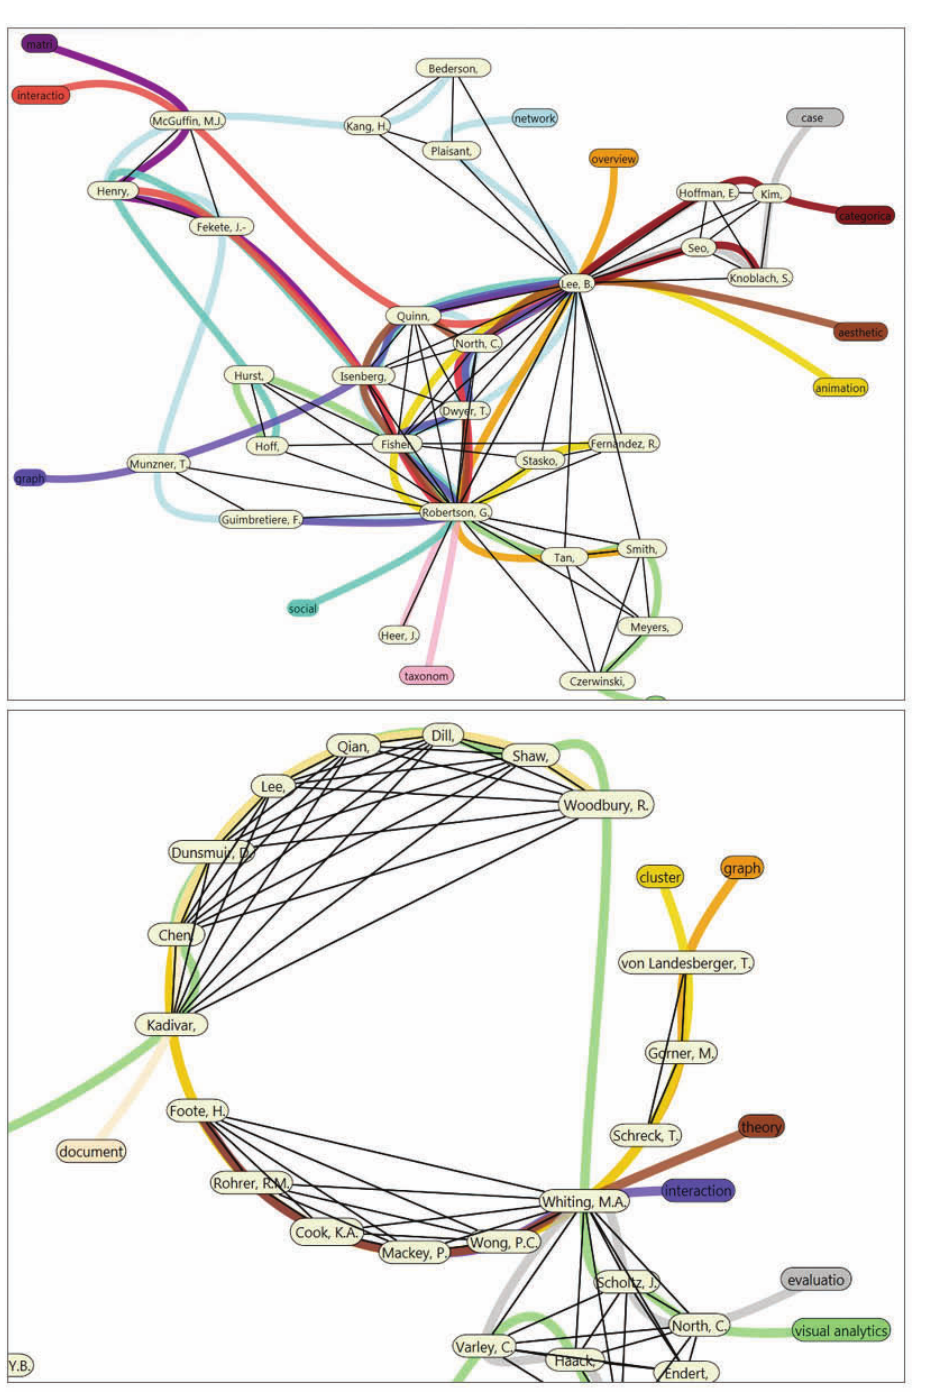 matri
Bederson,
interactio
McGuffin, M.J.
Kang, H.
network
case
Plaisant,
overview
Henry,
Hoffman, E.
Kim,
categorica
Fekete, J.-
Seo,
Knoblach, S.
Lee, B.
Quinn,
aesthetic
North, C.
Hurst,
Isenberg,
animation
Dwyer, T.
Hoff,
Fisher,
Fernandez, R.
Stasko,
Munzner, T.
graph
Guimbretiere, F.
Robertson, G.
Tan,
Smith,
social
Heer, J.
Meyers,
taxonom
Czerwinski,
Qian,
Dill,
Shaw,
Lee,
Woodbury, R.
Dunsmuir, D.
cluster
graph
Chen,
von Landesberger, T.
Kadivar,
Gorner, M.
Foote, H.
document
Schreck, T.
theory
Rohrer, R.M.
Whiting, M.A.
interaction
Cook, K.A.
Mackey, P.
Wong, P.C.
Scholtz, J.
evaluatio
North, C.
visual analytics
Varley, C.
Haack,
Endert,
Y.B.